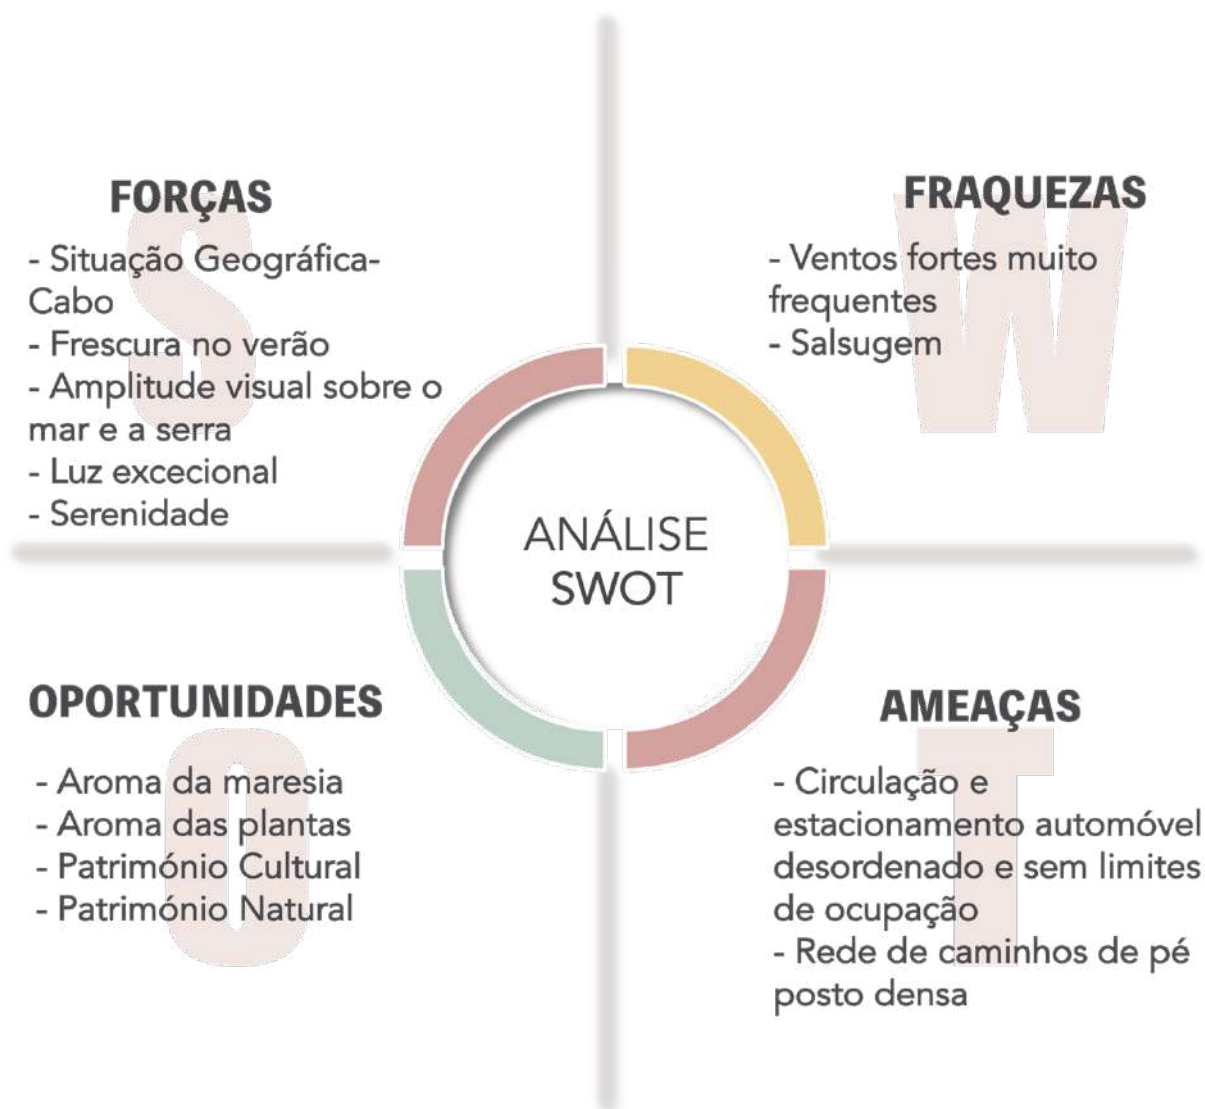 FORÇAS
S
- Situação Geográfica-
Cabo
- Frescura no verão
- Amplitude visual sobre o
mar e a serra
- Luz excecional
- Serenidade
FRAQUEZAS
W
- Ventos fortes muito
frequentes
- Salsugem
ANÁLISE
SWOT
OPORTUNIDADES
O
- Aroma da maresia
- Aroma das plantas
- Património Cultural
- Património Natural
AMEAÇAS
T
- Circulação e
estacionamento automóvel
desordenado e sem limites
de ocupação
- Rede de caminhos de pé
posto densa